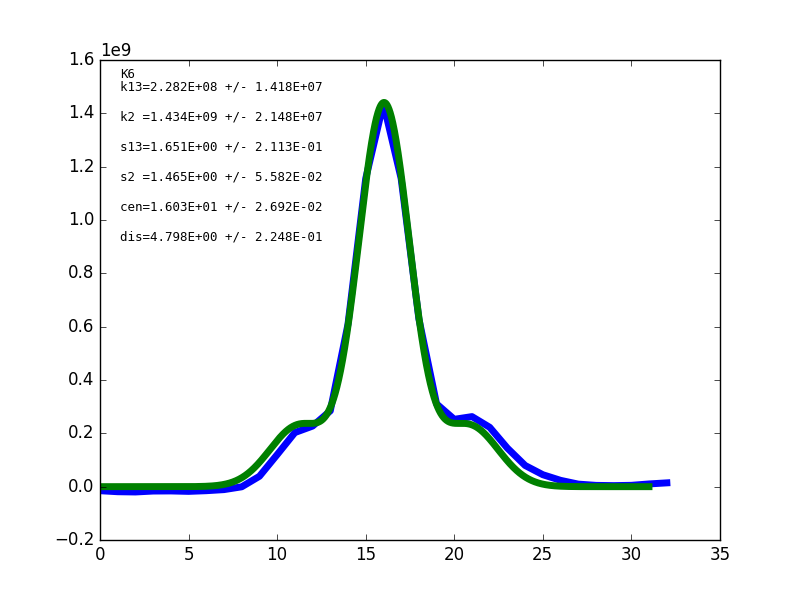 1e9
1.6
K6
k13=2.282E+08 +/- 1.418E+07
1.4
k2 =1.434E+09 +/- 2.148E+07
s13=1.651E+00 +/- 2.113E-01
1.2
s2 =1.465E+00 +/- 5.582E-02
cen=1.603E+01 +/- 2.692E-02
1.0
dis=4.798E+00 +/- 2.248E-01
0.8
0.6
0.4
0.2
0.0
−0.2
0 5 10 15 20 25 30 35